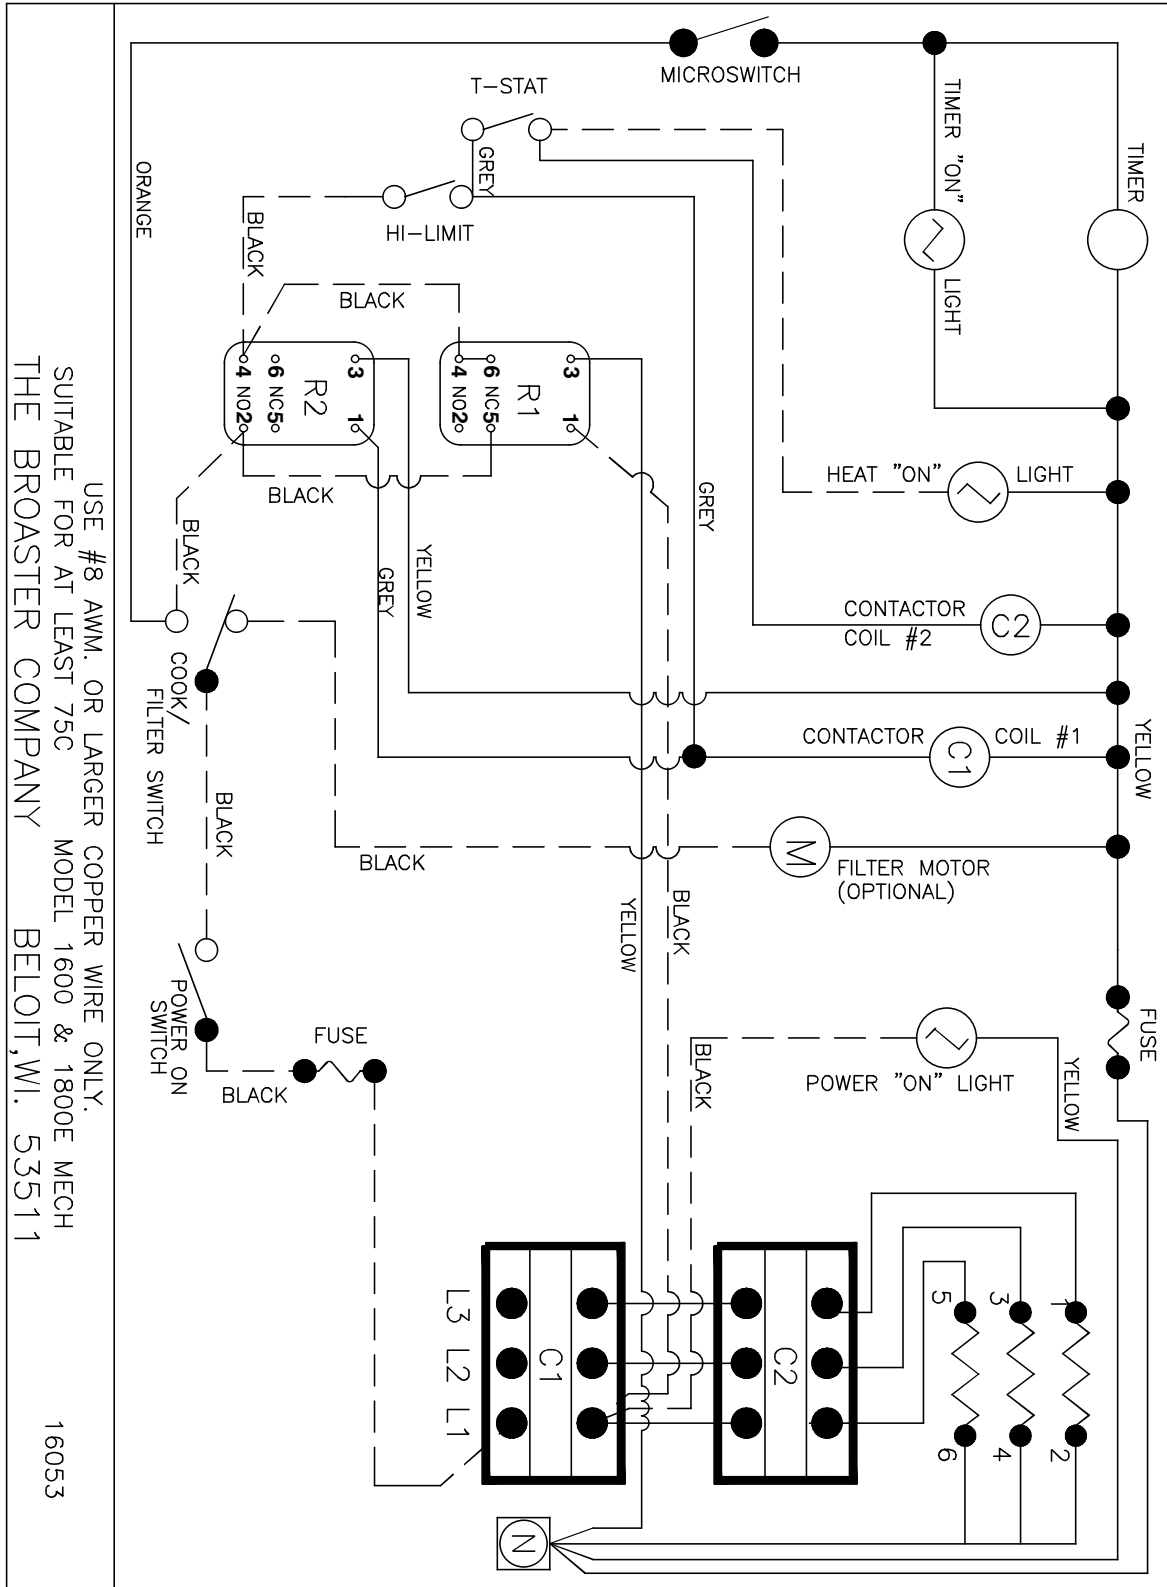 MICROSWITCH
T-STAT
TIMER "ON"
LIGHT
TIMER
GREY
ORANGE
HI-LIMIT
BLACK
BLACK
4 NO2
6 NC5
3 1
R2
4 NO2
6 NC5
3 1
R1
BLACK
HEAT "ON" LIGHT
GREY
BLACK
YELLOW
GREY
CONTACTOR
COIL #2
C2
COOK/
FILTER SWITCH
CONTACTOR COIL #1
C1
YELLOW
BLACK
BLACK
M
FILTER MOTOR
(OPTIONAL)
YELLOW
BLACK
POWER ON
SWITCH
BLACK
FUSE
BLACK
POWER "ON" LIGHT
YELLOW
FUSE
L3 L2 L1
C1
C2
5 6
3 4
1 2
N
USE #8 AWM. OR LARGER COPPER WIRE ONLY.
SUITABLE FOR AT LEAST 75C MODEL 1600 & 1800E MECH
THE BROASTER COMPANY BELOIT,WI. 53511
16053